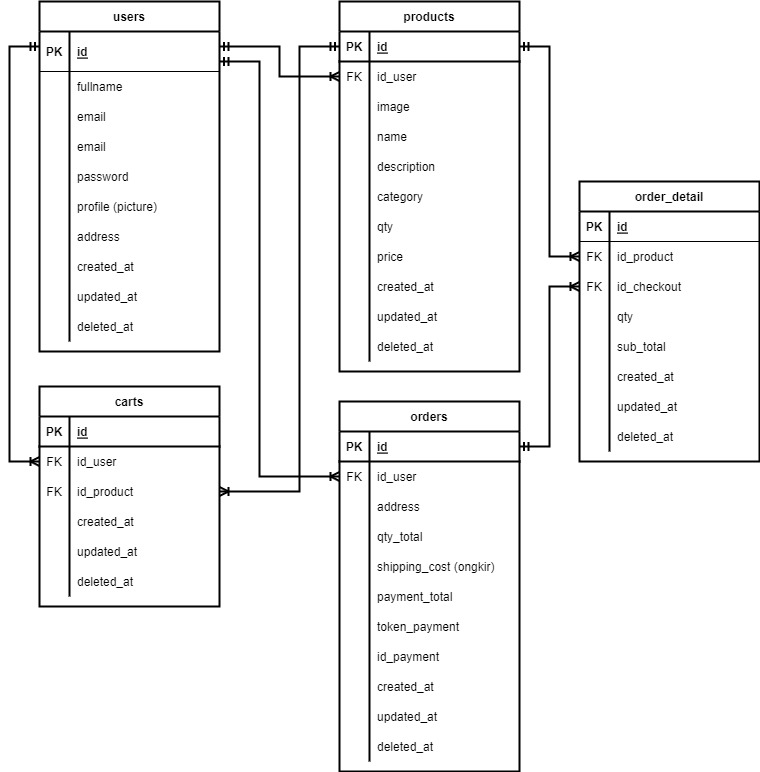 users
PK id
fullname
email
email
password
profile (picture)
address
created_at
updated_at
deleted_at
products
PK id
FK id_user
image
name
description
category
qty
price
created_at
updated_at
deleted_at
order_detail
PK id
FK id_product
FK id_checkout
qty
sub_total
created_at
updated_at
deleted_at
carts
PK id
FK id_user
FK id_product
created_at
updated_at
deleted_at
orders
PK id
FK id_user
address
qty_total
shipping_cost (ongkir)
payment_total
token_payment
id_payment
created_at
updated_at
deleted_at